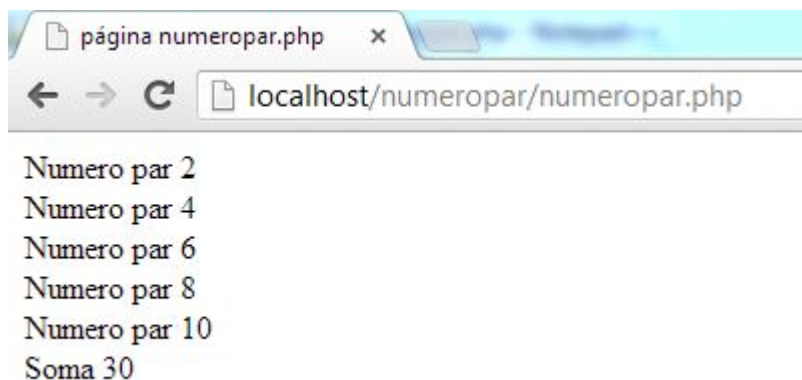 página numeropar.php
localhost/numeropar/numeropar.php
Numero par 2
Numero par 4
Numero par 6
Numero par 8
Numero par 10
Soma 30